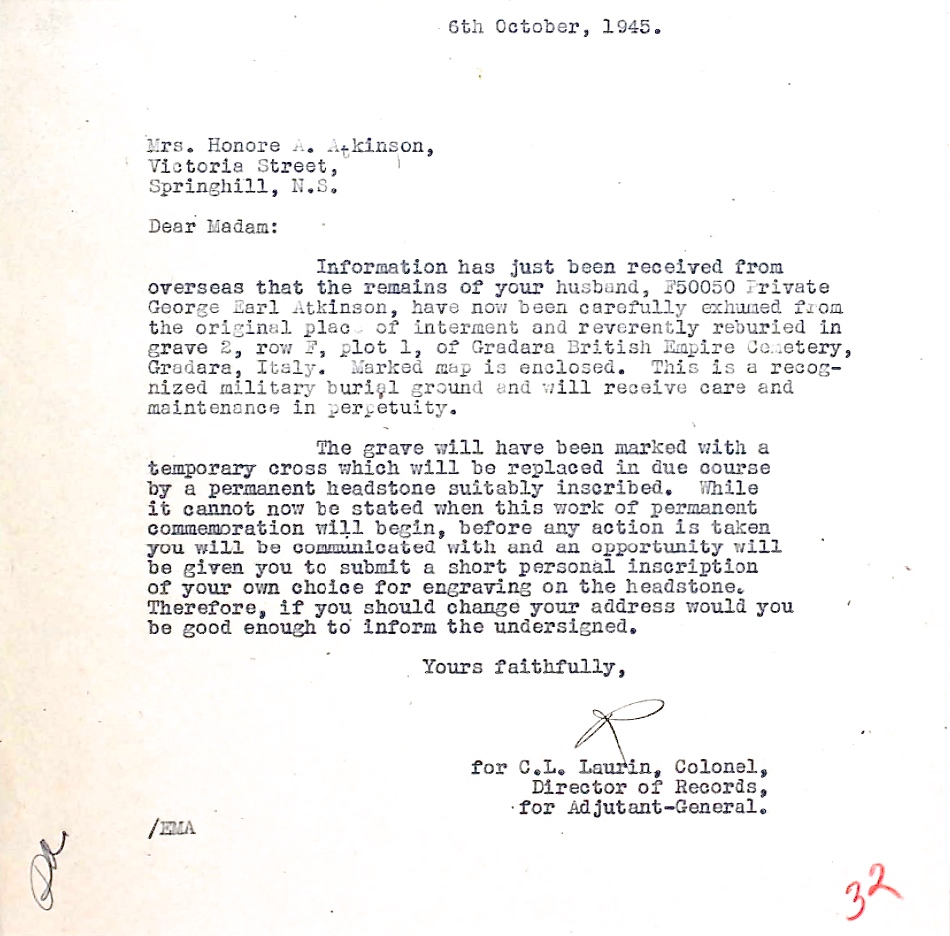 6th October, 1945.
Mrs. Honore A. Atkinson,
Victoria Street,
Springhill, N.S.
Dear Madam:
Information has just been received from
overseas that the remains of your husband, F50050 Private
George Earl Atkinson, have now been carefully exhumed from
the original place of interment and reverently reburied in
grave 2, row F, plot 1, of Gradara British Empire Cemetery,
Gradara, Italy. Marked map is enclosed. This is a recog-
nized military burial ground and will receive care and
maintenance in perpetuity.
The grave will have been marked with a
temporary cross which will be replaced in due course
by a permanent headstone suitably inscribed. While
it cannot now be stated when this work of permanent
commemoration will begin, before any action is taken
you will be communicated with and an opportunity will
be given you to submit a short personal inscription
of your own choice for engraving on the headstone.
Therefore, if you should change your address would you
be good enough to inform the undersigned.
Yours faithfully,
for C.L. Laurin, Colonel,
Director of Records,
for Adjutant-General.
/EMA
32